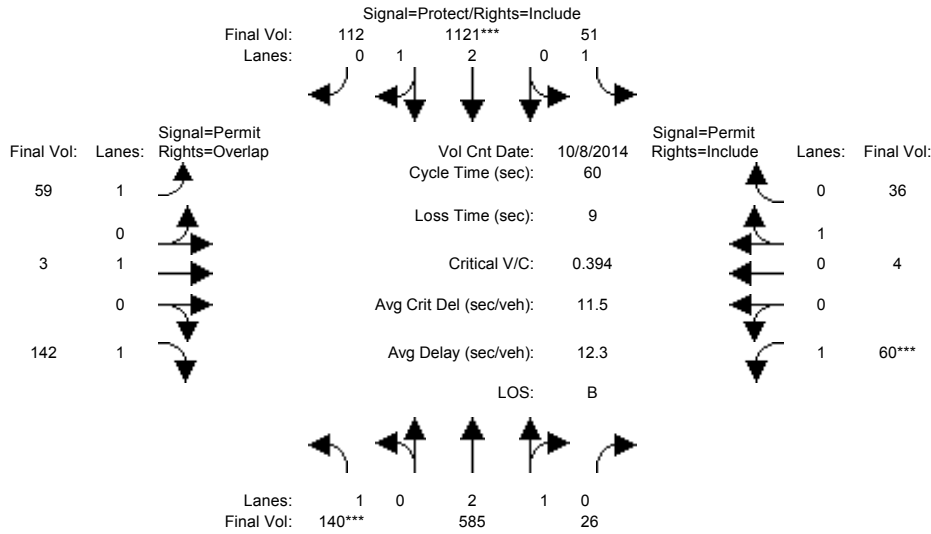 Signal=Protect/Rights=Include
Final Vol: 112 1121*** 51
Lanes: 0 1 2 0 1
Signal=Permit Signal=Permit
Final Vol: Lanes: Rights=Overlap Vol Cnt Date: 10/8/2014 Rights=Include Lanes: Final Vol:
Cycle Time (sec): 60
59 1 0 36
Loss Time (sec): 9
0 1
3 1 Critical V/C: 0.394 0 4
0 Avg Crit Del (sec/veh): 11.5 0
142 1 Avg Delay (sec/veh): 12.3 1 60***
LOS: B
Lanes: 1 0 2 1 0
Final Vol: 140*** 585 26